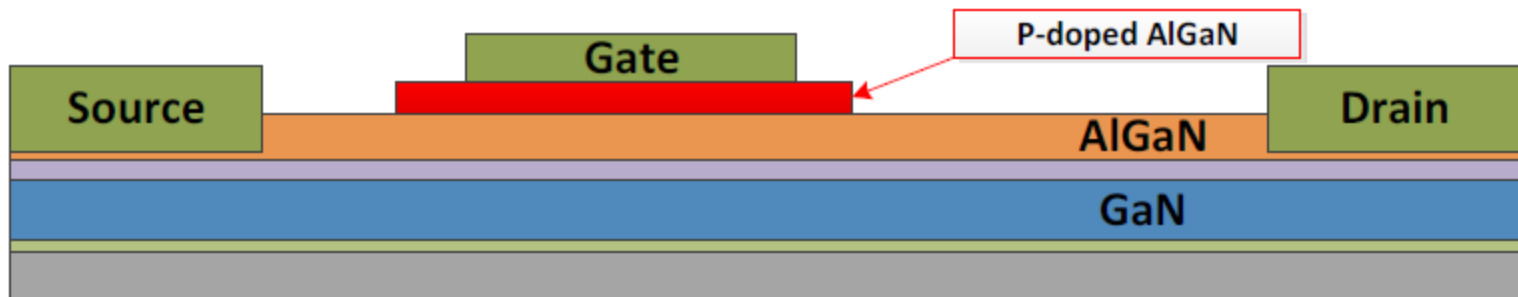 P-doped AlGaN
Gate
Source
Drain
AlGaN
GaN